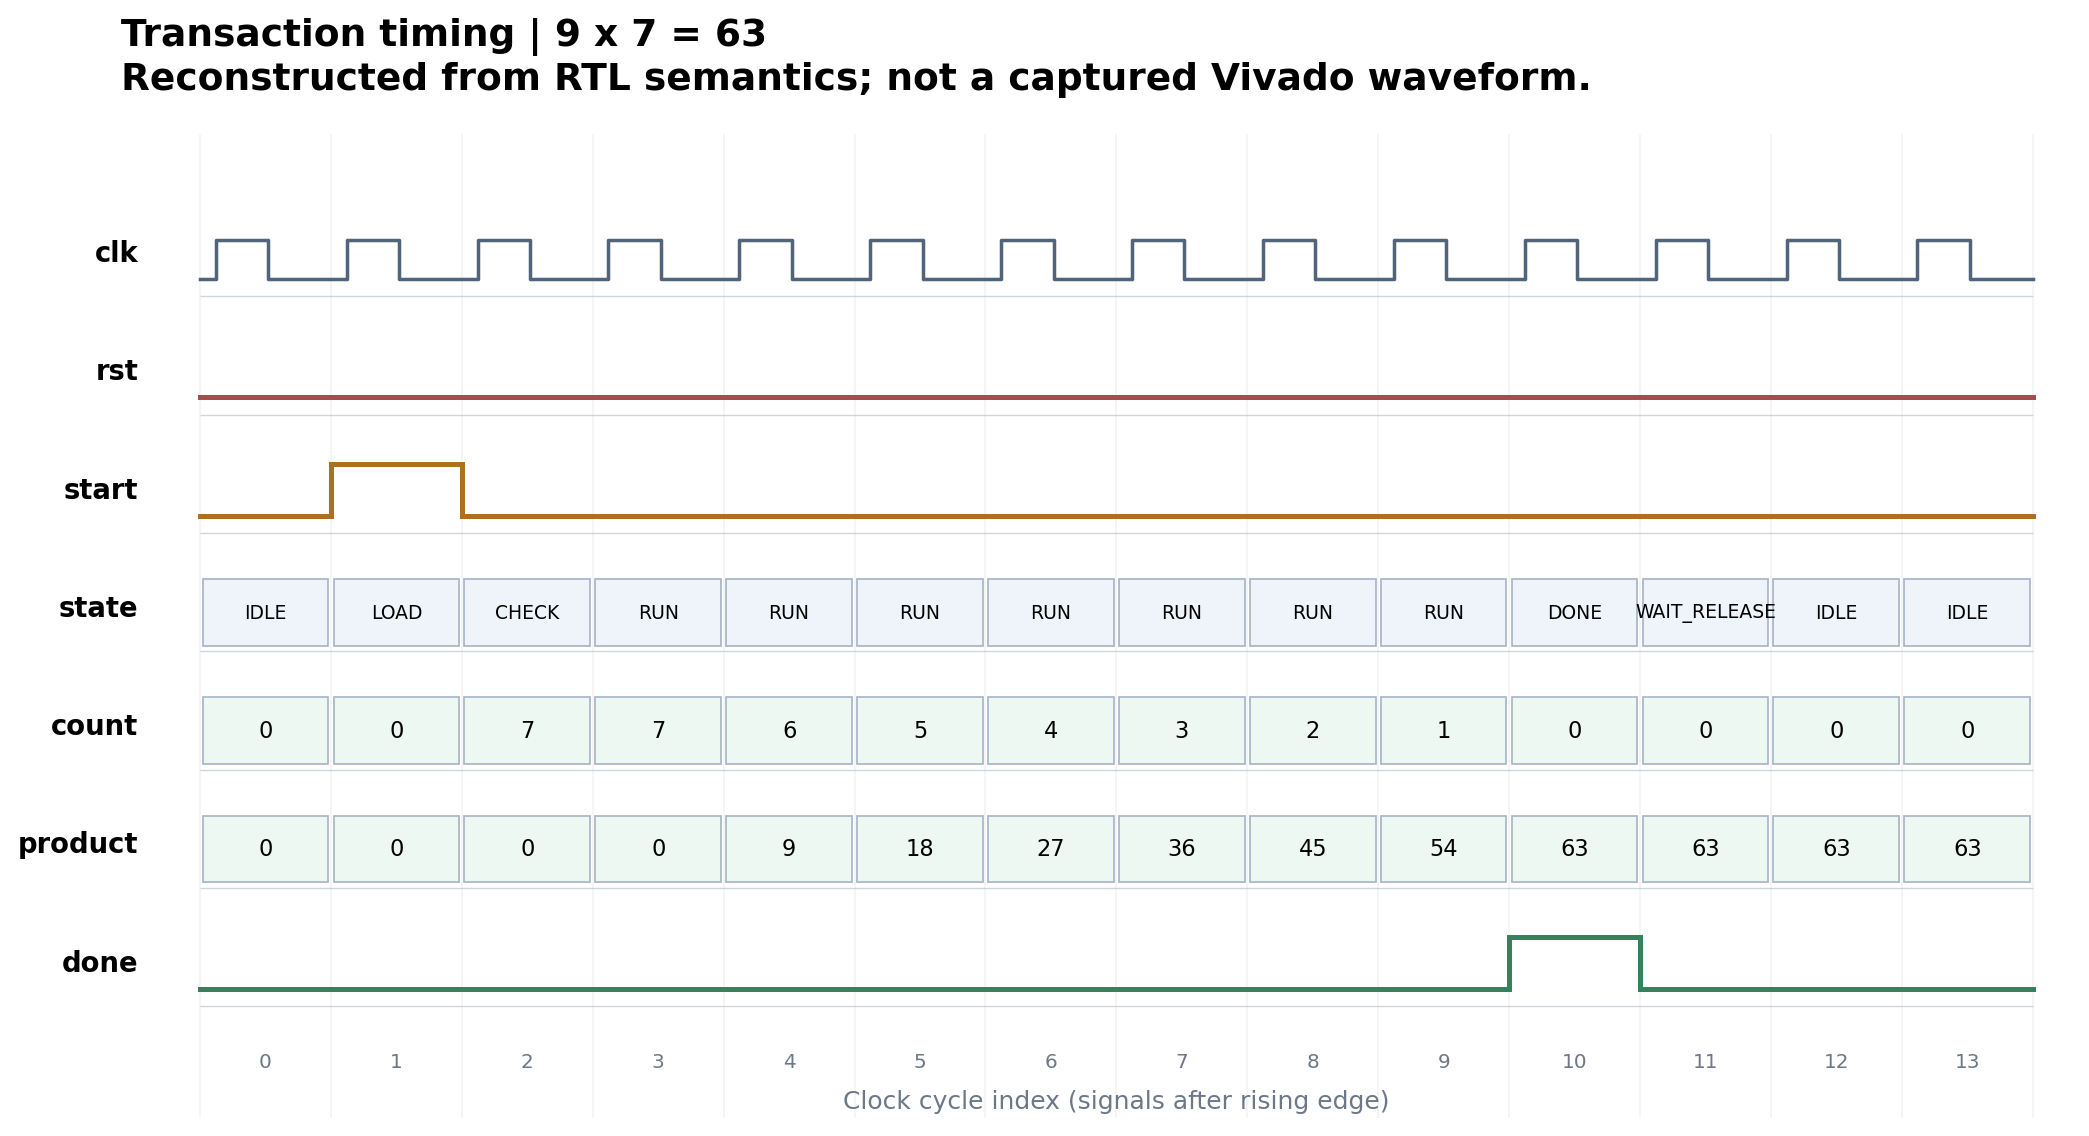 Transaction timing | 9 x 7 = 63
Reconstructed from RTL semantics; not a captured Vivado waveform.
clk
rst
start
state IDLE LOAD CHECK RUN RUN RUN RUN RUN RUN RUN DONE WAIT_RELEASE IDLE IDLE
count 0 0 7 7 6 5 4 3 2 1 0 0 0 0
product 0 0 0 0 9 18 27 36 45 54 63 63 63 63
done
0 1 2 3 4 5 6 7 8 9 10 11 12 13
Clock cycle index (signals after rising edge)